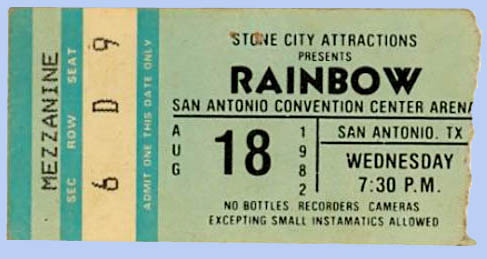 MEZZANINE
SEC ROW SEAT
6 D 9
ADMIT ONE THIS DATE ONLY
STONE CITY ATTRACTIONS
PRESENTS
RAINBOW
SAN ANTONIO CONVENTION CENTER ARENA
AUG 18 1982
SAN ANTONIO, TX
WEDNESDAY
7:30 P.M.
NO BOTTLES RECORDERS CAMERAS
EXCEPTING SMALL INSTAMATICS ALLOWED